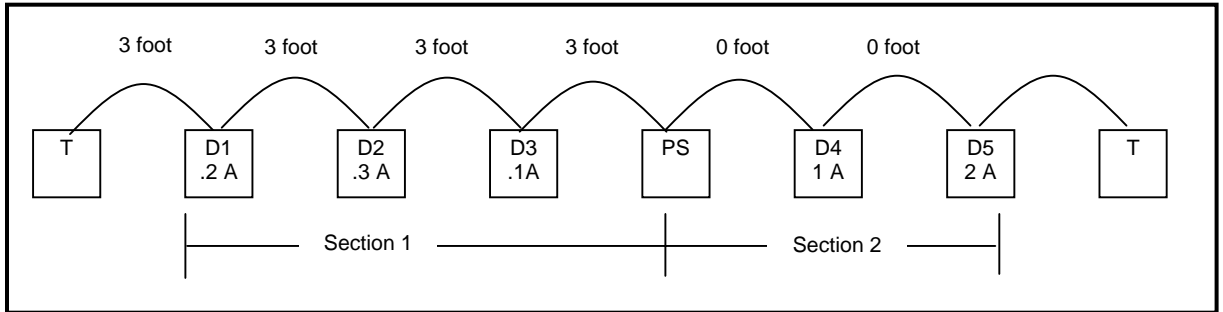 3 foot 3 foot 3 foot 3 foot 0 foot 0 foot
T D1 D2 D3 PS D4 D5 T
.2 A .3 A .1A 1 A 2 A
Section 1 Section 2